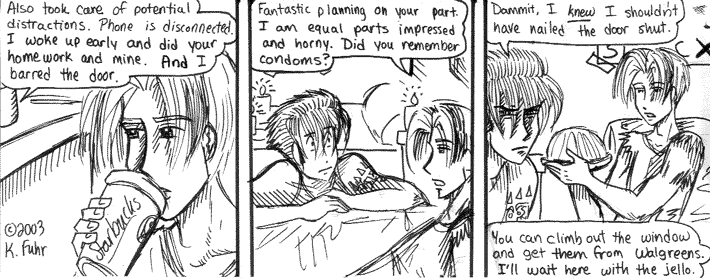 Also took care of potential
distractions. Phone is disconnected.
I woke up early and did your
homework and mine. And I
barred the door.
Starbucks
©2003
K. Fuhr
Fantastic planning on your part.
I am equal parts impressed
and horny. Did you remember
condoms?
Dammit, I knew I shouldn't
have nailed the door shut.
You can climb out the window
and get them from Walgreens.
I'll wait here with the jello.